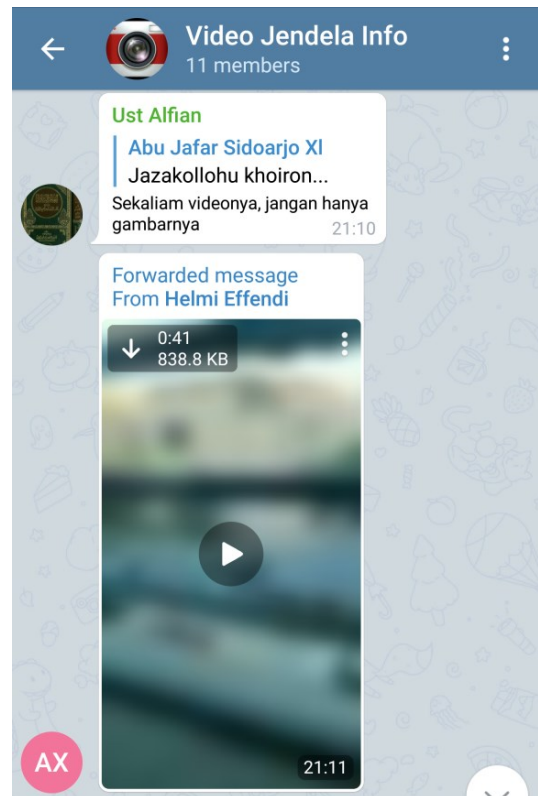 Video Jendela Info
11 members
Ust Alfian
Abu Jafar Sidoarjo Xl
Jazakollohu khoiron...
Sekaliam videonya, jangan hanya
gambarnya
21:10
Forwarded message
From Helmi Effendi
0:41
838.8 KB
21:11
AX